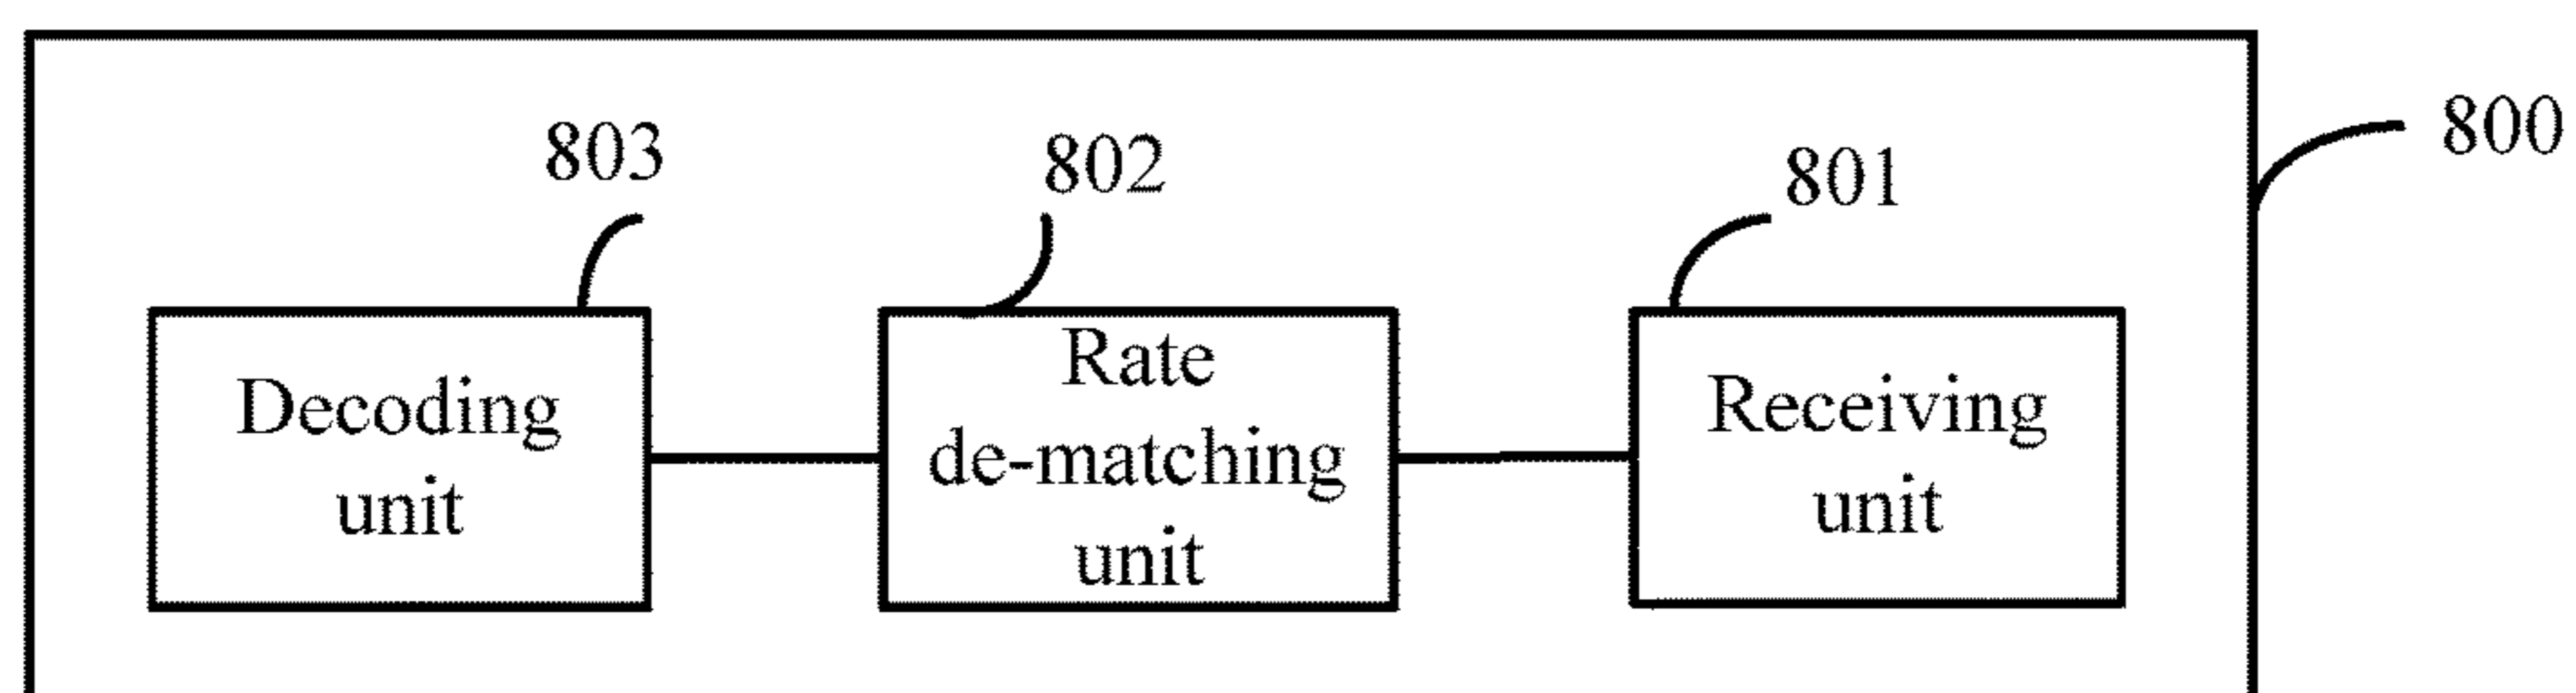 800
803
802
801
Decoding
unit
Rate
de-matching
unit
Receiving
unit